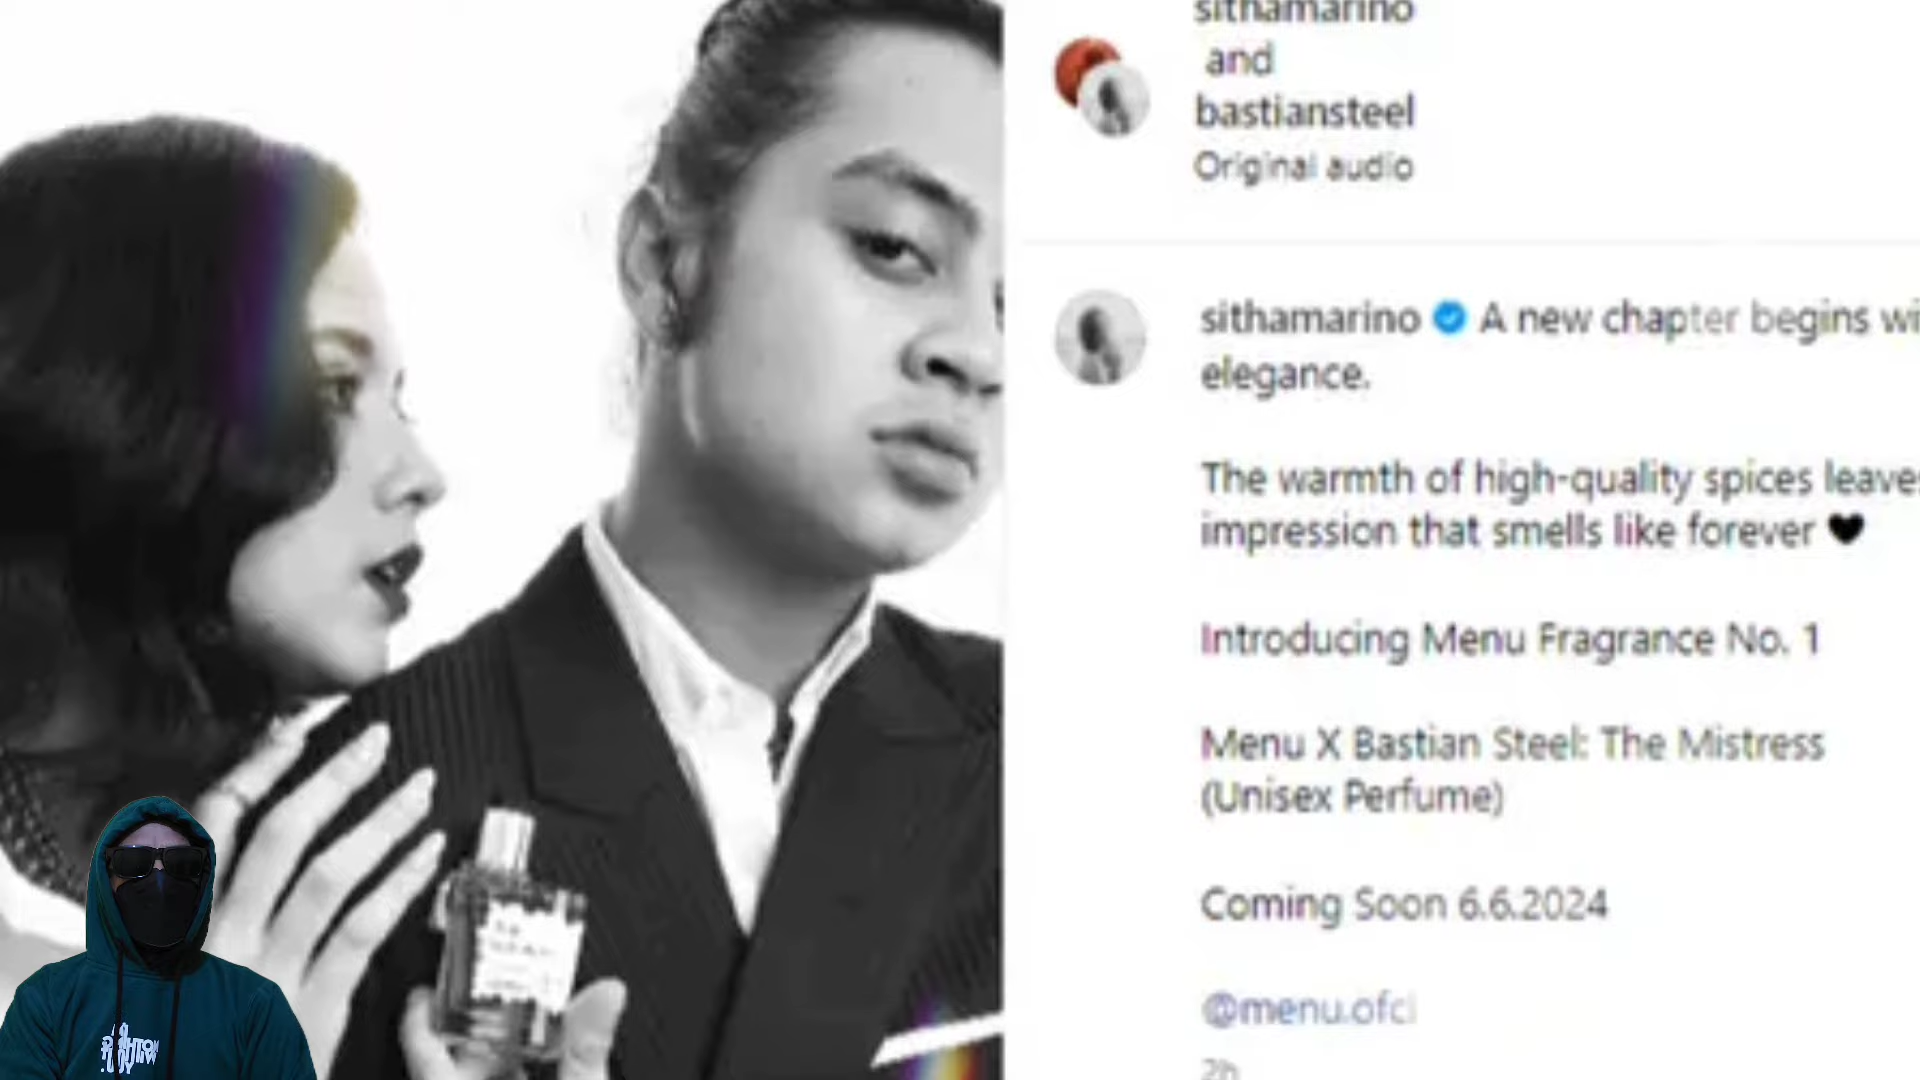 sithamarino
and
bastiansteel
Original audio
sithamarino A new chapter begins wi
elegance.
The warmth of high-quality spices leaves
impression that smells like forever 🖤
Introducing Menu Fragrance No. 1
Menu X Bastian Steel: The Mistress
(Unisex Perfume)
Coming Soon 6.6.2024
@menu.ofci
2h